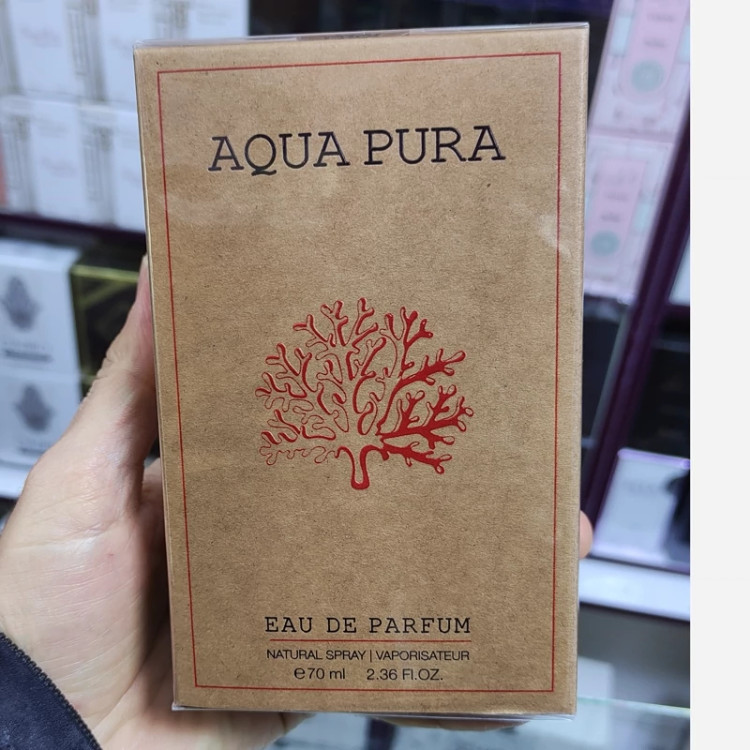 AQUA PURA
EAU DE PARFUM
NATURAL SPRAY | VAPORISATEUR
℮70 ml 2.36 Fl.OZ.